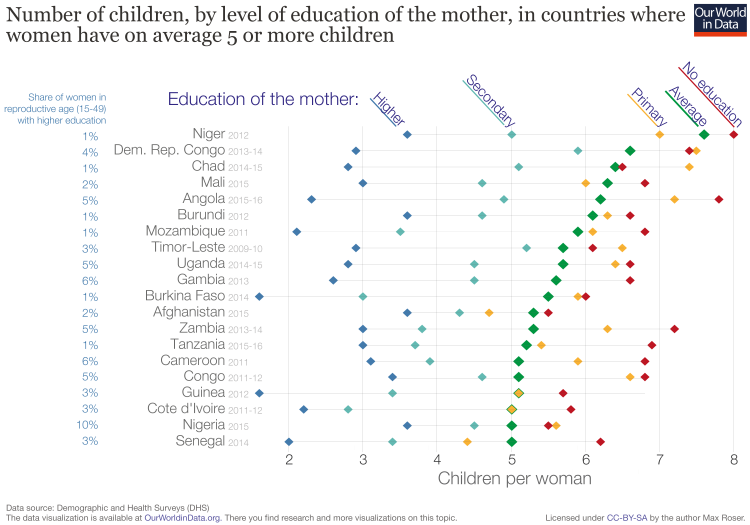 Number of children, by level of education of the mother, in countries where
women have on average 5 or more children
Our World
in Data
Share of women in
reproductive age (15-49)
with higher education
Education of the mother:
Higher
Secondary
Primary
Average
No education
1% Niger 2012
4% Dem. Rep. Congo 2013-14
1% Chad 2014-15
2% Mali 2015
5% Angola 2015-16
1% Burundi 2012
1% Mozambique 2011
3% Timor-Leste 2009-10
5% Uganda 2014-15
6% Gambia 2013
1% Burkina Faso 2014
2% Afghanistan 2015
5% Zambia 2013-14
1% Tanzania 2015-16
6% Cameroon 2011
5% Congo 2011-12
3% Guinea 2012
3% Cote d'Ivoire 2011-12
10% Nigeria 2015
3% Senegal 2014
2 3 4 5 6 7 8
Children per woman
Data source: Demographic and Health Surveys (DHS)
The data visualization is available at OurWorldinData.org. There you find research and more visualizations on this topic.
Licensed under CC-BY-SA by the author Max Roser.